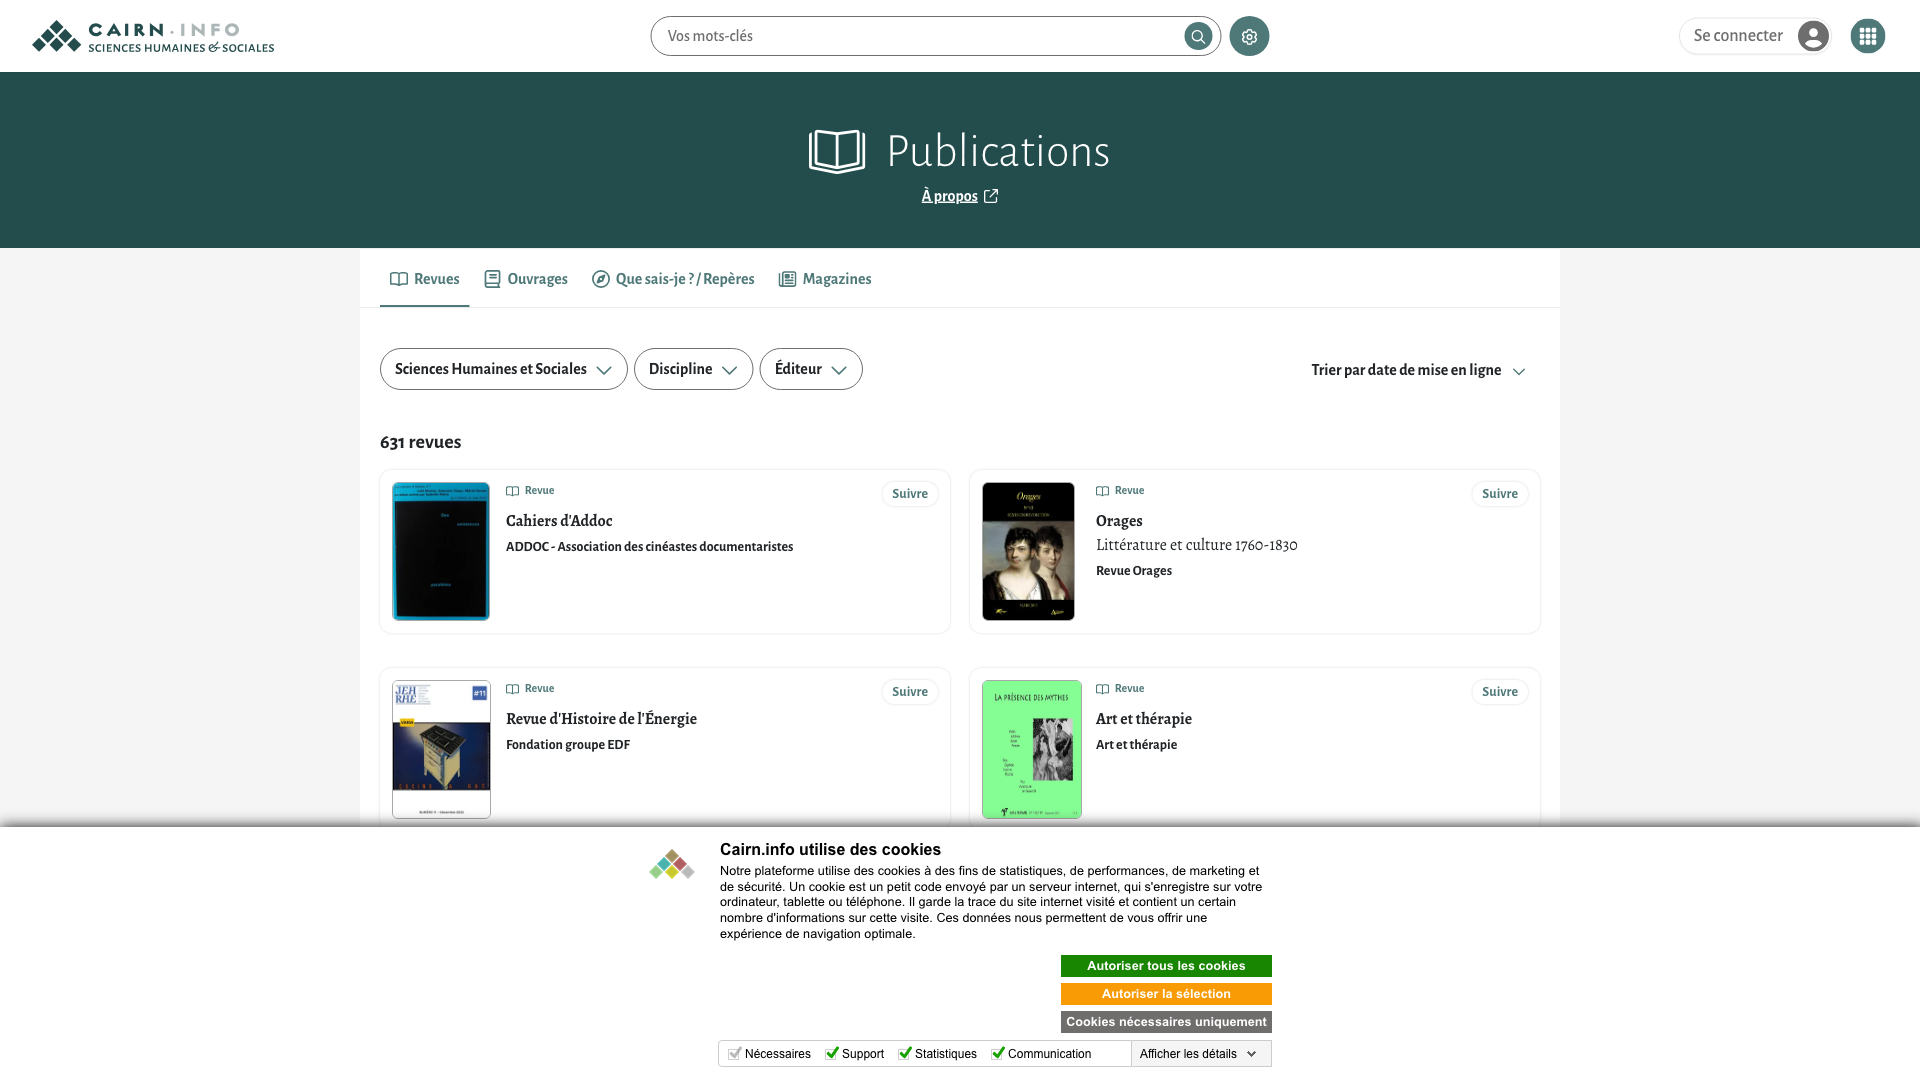 CAIRN·INFO
SCIENCES HUMAINES & SOCIALES
Vos mots-clés
Se connecter
Publications
À propos
Revues
Ouvrages
Que sais-je ? / Repères
Magazines
Sciences Humaines et Sociales
Discipline
Éditeur
Trier par date de mise en ligne
631 revues
Revue
Suivre
Cahiers d'Addoc
ADDOC - Association des cinéastes documentaristes
Orages
Revue
Suivre
Orages
Littérature et culture 1760-1830
Revue Orages
JEH
RHE
#11
Revue
Suivre
Revue d'Histoire de l'Énergie
Fondation groupe EDF
LA PRÉSENCE DES MYTHES
Revue
Suivre
Art et thérapie
Art et thérapie
Cairn.info utilise des cookies
Notre plateforme utilise des cookies à des fins de statistiques, de performances, de marketing et
de sécurité. Un cookie est un petit code envoyé par un serveur internet, qui s'enregistre sur votre
ordinateur, tablette ou téléphone. Il garde la trace du site internet visité et contient un certain
nombre d'informations sur cette visite. Ces données nous permettent de vous offrir une
expérience de navigation optimale.
Autoriser tous les cookies
Autoriser la sélection
Cookies nécessaires uniquement
Nécessaires
Support
Statistiques
Communication
Afficher les détails